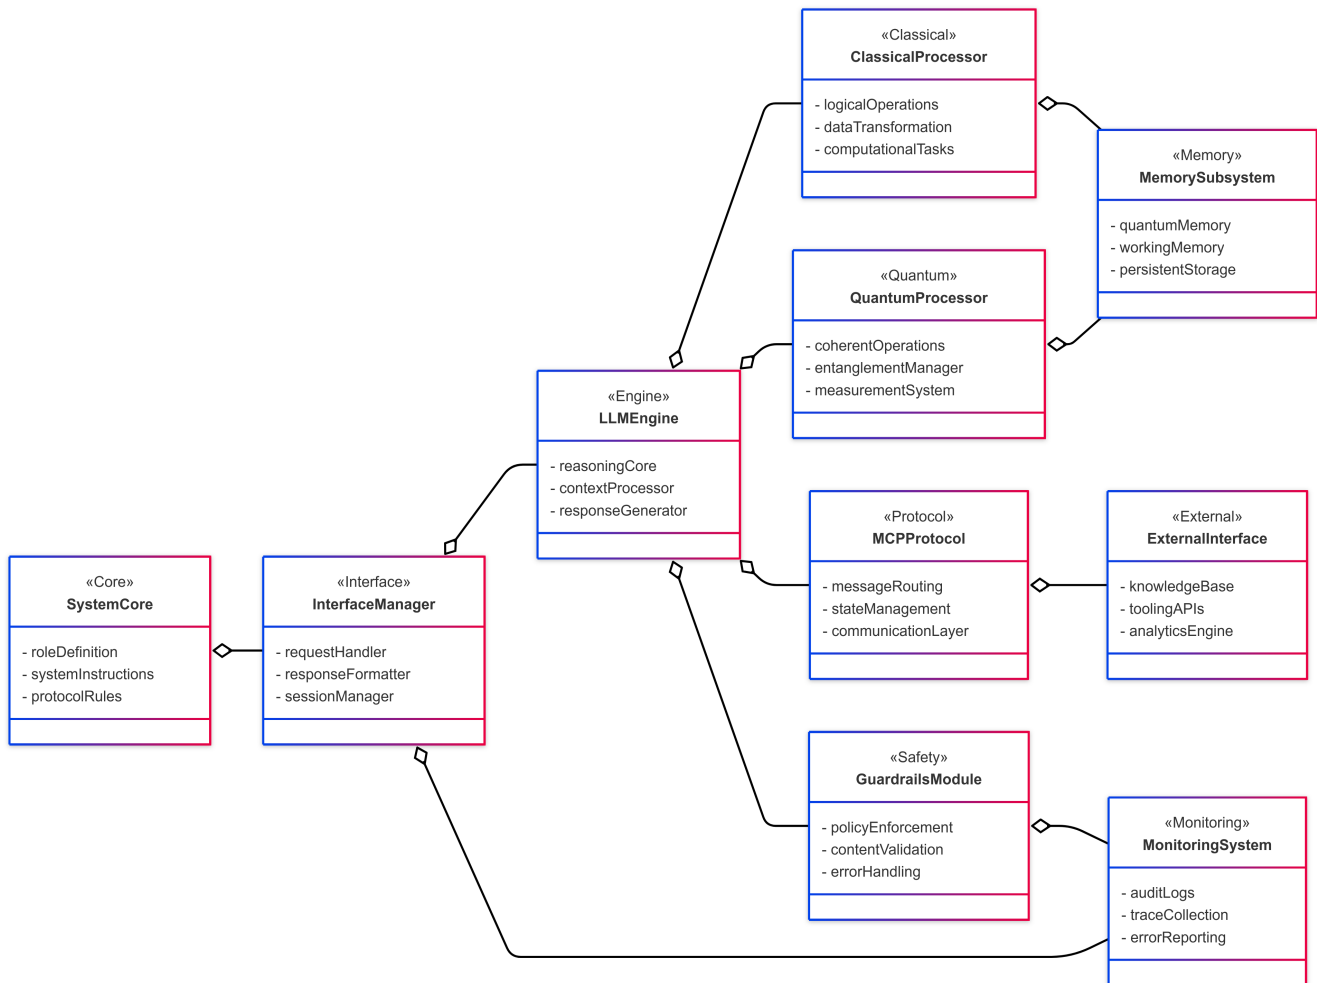 «Classical»
ClassicalProcessor
- logicalOperations
- dataTransformation
- computationalTasks
«Memory»
MemorySubsystem
- quantumMemory
- workingMemory
- persistentStorage
«Quantum»
QuantumProcessor
- coherentOperations
- entanglementManager
- measurementSystem
«Engine»
LLMEngine
- reasoningCore
- contextProcessor
- responseGenerator
«Protocol»
MCPProtocol
- messageRouting
- stateManagement
- communicationLayer
«External»
ExternalInterface
- knowledgeBase
- toolingAPIs
- analyticsEngine
«Core»
SystemCore
- roleDefinition
- systemInstructions
- protocolRules
«Interface»
InterfaceManager
- requestHandler
- responseFormatter
- sessionManager
«Safety»
GuardrailsModule
- policyEnforcement
- contentValidation
- errorHandling
«Monitoring»
MonitoringSystem
- auditLogs
- traceCollection
- errorReporting